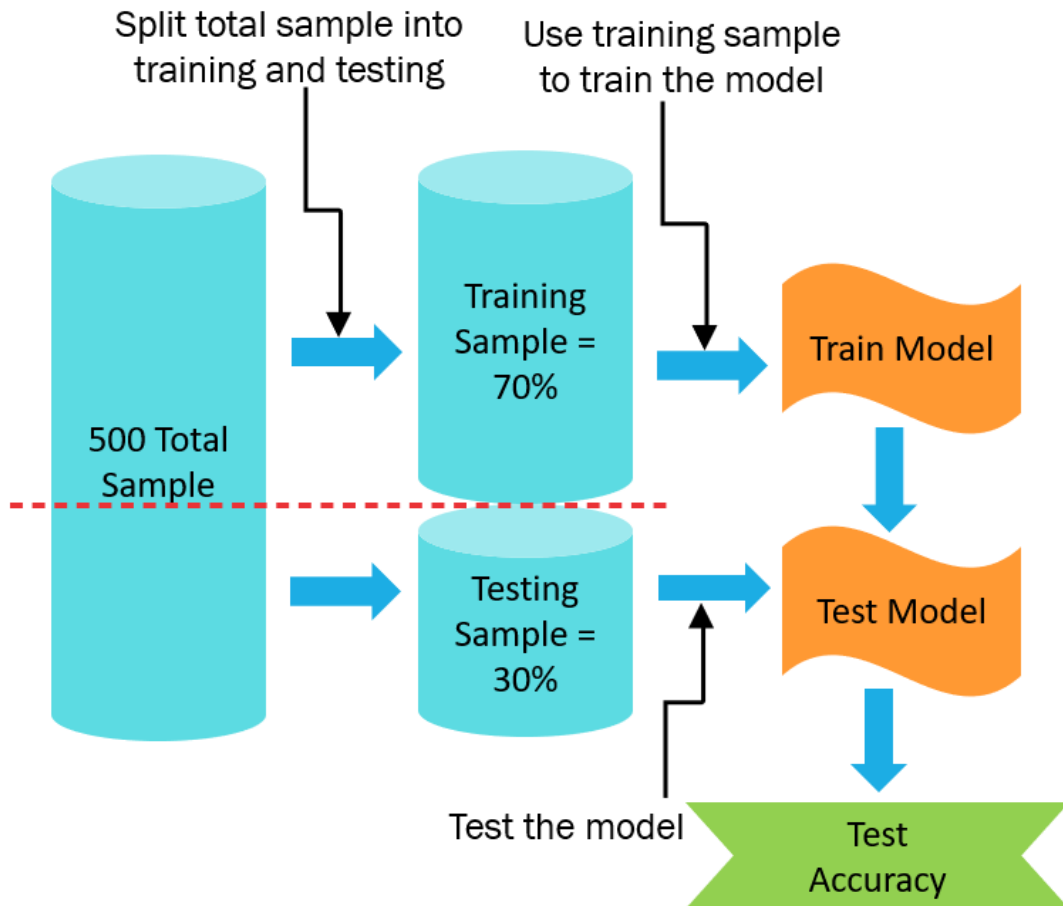 Split total sample into
training and testing
Use training sample
to train the model
500 Total
Sample
Training
Sample =
70%
Train Model
Testing
Sample =
30%
Test Model
Test the model
Test
Accuracy